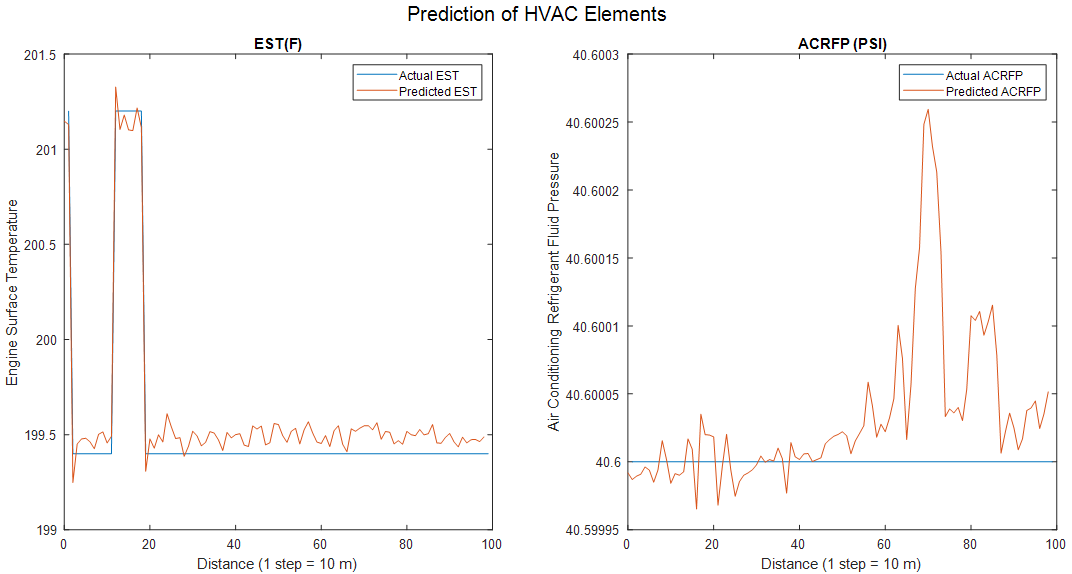 Prediction of HVAC Elements
EST(F)
Actual EST
Predicted EST
Engine Surface Temperature
201.5
201
200.5
200
199.5
199
0 20 40 60 80 100
Distance (1 step = 10 m)
ACRFP (PSI)
Actual ACRFP
Predicted ACRFP
Air Conditioning Refrigerant Fluid Pressure
40.6003
40.60025
40.6002
40.60015
40.6001
40.60005
40.6
40.59995
0 20 40 60 80 100
Distance (1 step = 10 m)